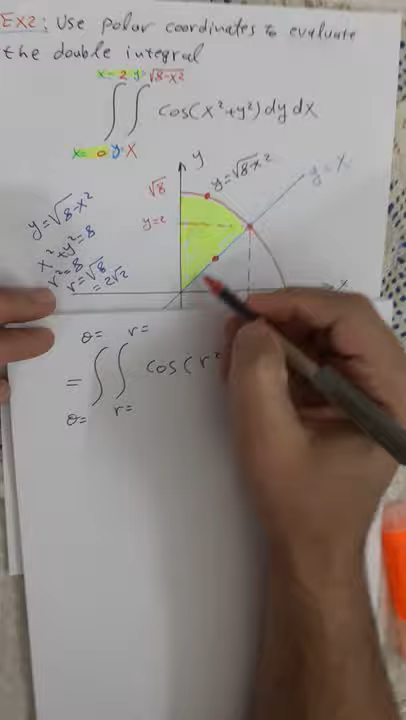 EX2: Use polar coordinates to evaluate
the double integral
x=2 y=√8-x²
∫∫ cos(x²+y²) dy dx
x=0 y=x
y
y=√8-x²
y=x
√8
y=2
y=√8-x²
x²+y²=8
r²=8
r=√8
=2√2
x
θ= r=
= ∫∫ cos(r²
θ= r=